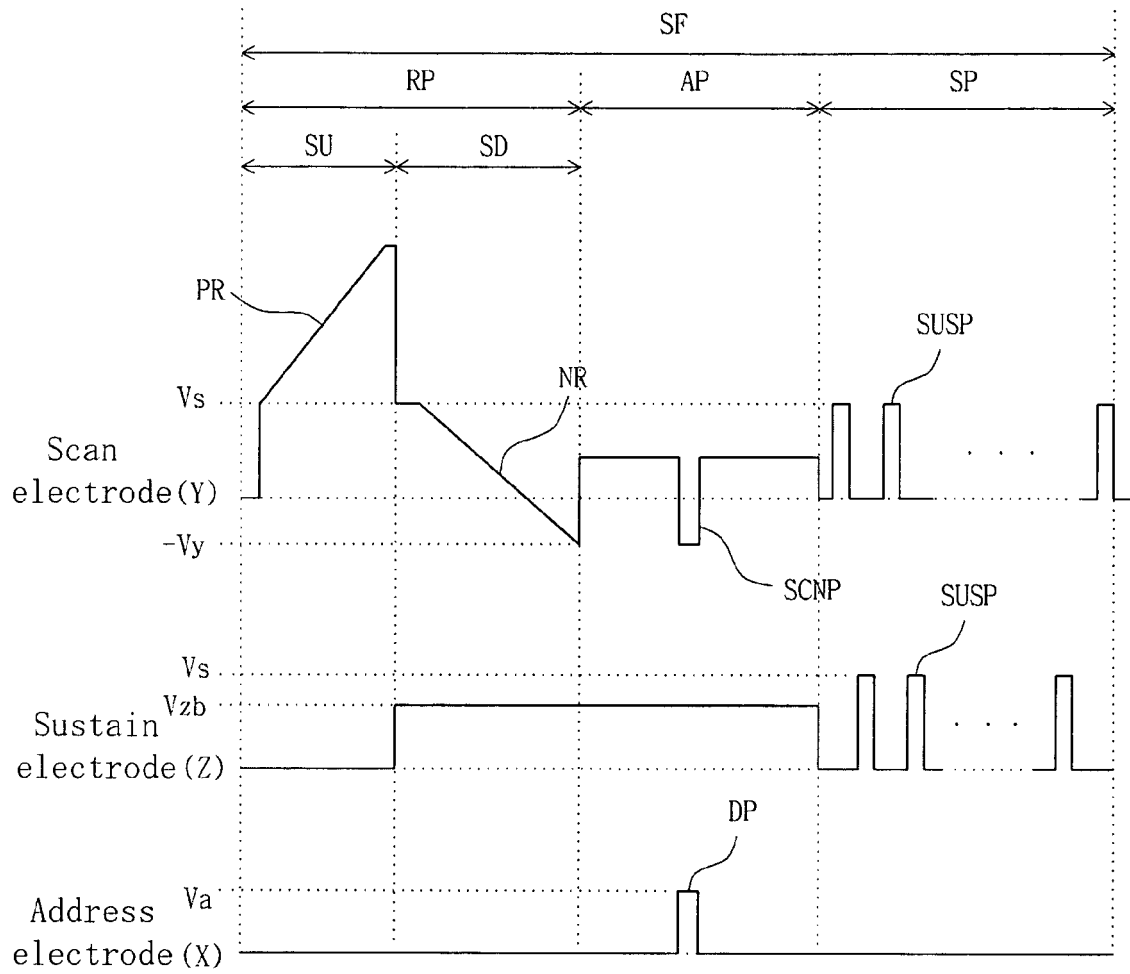 SF
RP AP SP
SU SD
PR
SUSP
NR
Vs
Scan
electrode(Y)
-Vy
SCNP
SUSP
Vs
Vzb
Sustain
electrode(Z)
DP
Va
Address
electrode(X)